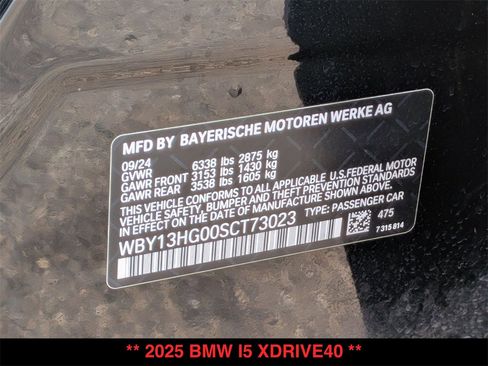 MFD BY BAYERISCHE MOTOREN WERKE AG
09/24
GVWR 6338 lbs 2875 kg
GAWR FRONT 3153 lbs 1430 kg
GAWR REAR 3538 lbs 1605 kg
THIS VEHICLE CONFORMS TO ALL APPLICABLE U.S.FEDERAL MOTOR
VEHICLE SAFETY, BUMPER AND THEFT PREVENTION STANDARDS IN
EFFECT ON THE DATE OF MANUFACTURE SHOWN ABOVE.
WBY13HG00SCT73023 TYPE: PASSENGER CAR
475
7 315 814
** 2025 BMW I5 XDRIVE40 **